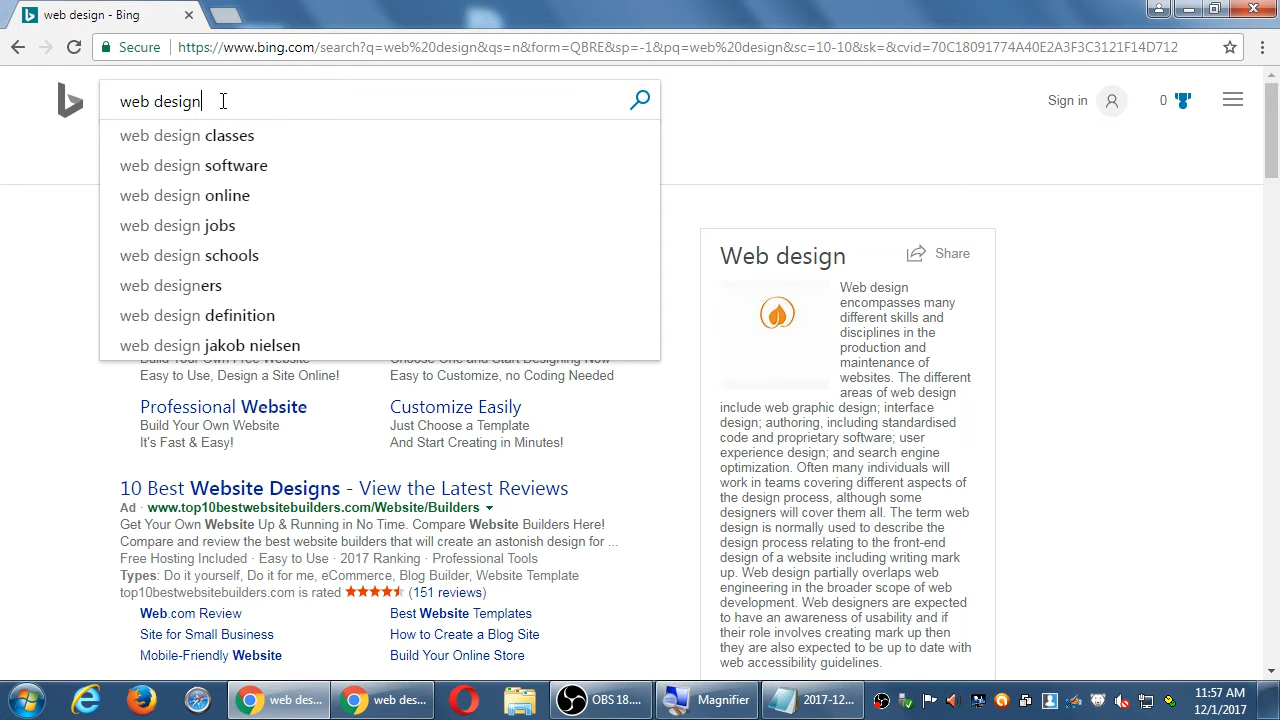 web design - Bing
Secure
https://www.bing.com/search?q=web%20design&qs=n&form=QBRE&sp=-1&pq=web%20design&sc=10-10&sk=&cvid=70C18091774A40E2A3F3C3121F14D712
web design
Sign in
0
web design classes
web design software
web design online
web design jobs
web design schools
web designers
web design definition
web design jakob nielsen
Easy to Use, Design a Site Online!
Easy to Customize, no Coding Needed
Professional Website
Customize Easily
Build Your Own Website
Just Choose a Template
It's Fast & Easy!
And Start Creating in Minutes!
10 Best Website Designs - View the Latest Reviews
Ad · www.top10bestwebsitebuilders.com/Website/Builders
Get Your Own Website Up & Running in No Time. Compare Website Builders Here!
Compare and review the best website builders that will create an astonish design for ...
Free Hosting Included · Easy to Use · 2017 Ranking · Professional Tools
Types: Do it yourself, Do it for me, eCommerce, Blog Builder, Website Template
top10bestwebsitebuilders.com is rated (151 reviews)
Web.com Review
Best Website Templates
Site for Small Business
How to Create a Blog Site
Mobile-Friendly Website
Build Your Online Store
Web design
Share
Web design
encompasses many
different skills and
disciplines in the
production and
maintenance of
websites. The different
areas of web design
include web graphic design; interface
design; authoring, including standardised
code and proprietary software; user
experience design; and search engine
optimization. Often many individuals will
work in teams covering different aspects of
the design process, although some
designers will cover them all. The term web
design is normally used to describe the
design process relating to the front-end
design of a website including writing mark
up. Web design partially overlaps web
engineering in the broader scope of web
development. Web designers are expected
to have an awareness of usability and if
their role involves creating mark up then
they are also expected to be up to date with
web accessibility guidelines.
web des...
web des...
OBS 18....
Magnifier
2017-12...
11:57 AM
12/1/2017